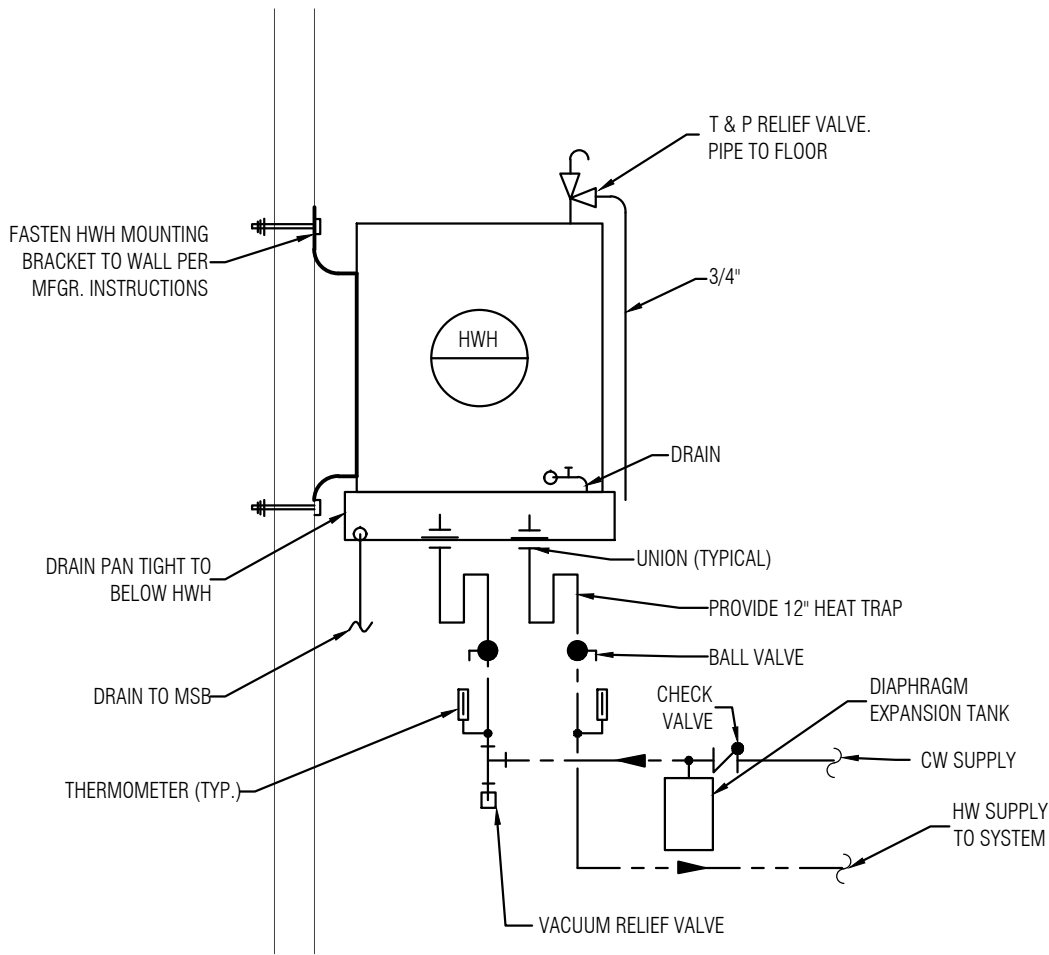 T & P RELIEF VALVE.
PIPE TO FLOOR
FASTEN HWH MOUNTING
BRACKET TO WALL PER
MFGR. INSTRUCTIONS
3/4"
HWH
DRAIN
DRAIN PAN TIGHT TO
BELOW HWH
UNION (TYPICAL)
PROVIDE 12" HEAT TRAP
BALL VALVE
DRAIN TO MSB
CHECK
VALVE
DIAPHRAGM
EXPANSION TANK
CW SUPPLY
THERMOMETER (TYP.)
HW SUPPLY
TO SYSTEM
VACUUM RELIEF VALVE